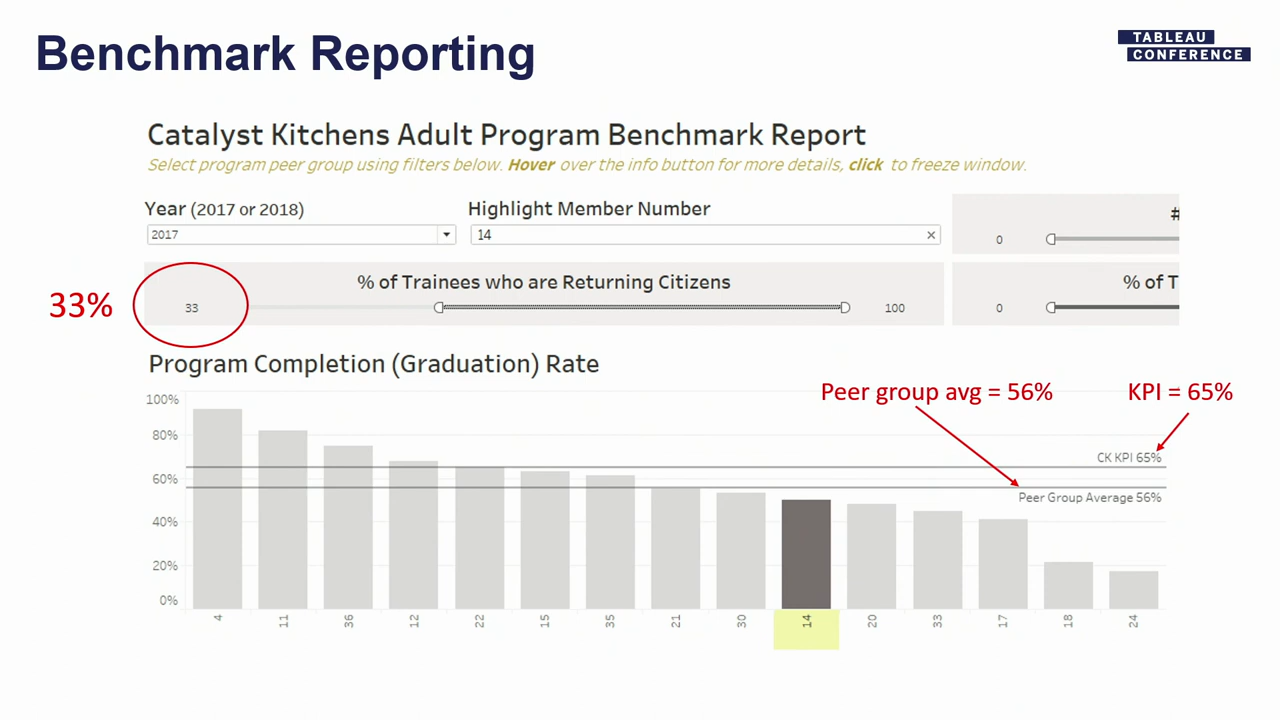 Benchmark Reporting
TABLEAU
CONFERENCE
Catalyst Kitchens Adult Program Benchmark Report
Select program peer group using filters below. Hover over the info button for more details, click to freeze window.
Year (2017 or 2018)
Highlight Member Number
#
2017
14
×
0
33%
% of Trainees who are Returning Citizens
% of T
33
100
0
Program Completion (Graduation) Rate
Peer group avg = 56%
KPI = 65%
100%
80%
60%
40%
20%
0%
CK KPI 65%
Peer Group Average 56%
4
11
36
12
22
15
35
21
30
14
20
33
17
18
24